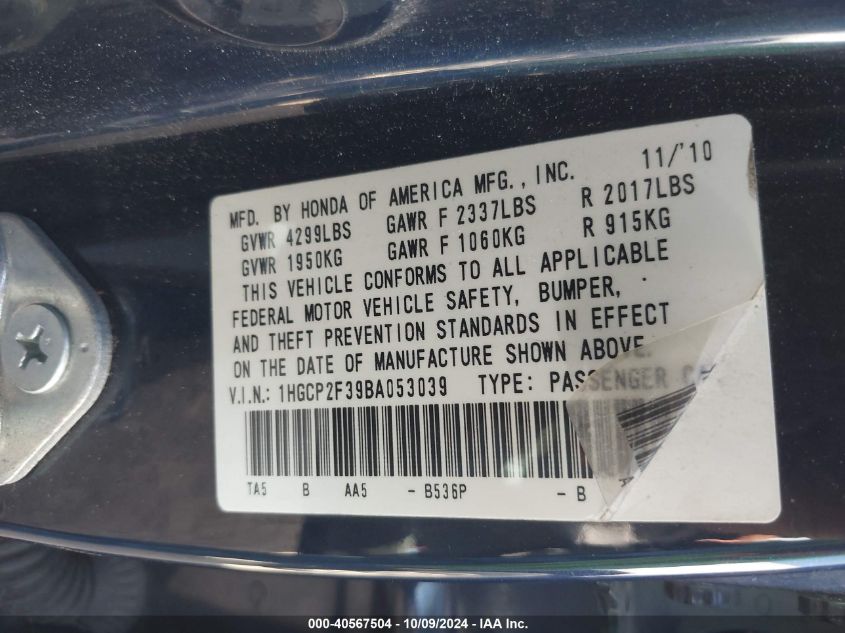 11/'10
MFD. BY HONDA OF AMERICA MFG., INC.
GVWR 4299LBS GAWR F 2337LBS R 2017LBS
GVWR 1950KG GAWR F 1060KG R 915KG
THIS VEHICLE CONFORMS TO ALL APPLICABLE
FEDERAL MOTOR VEHICLE SAFETY, BUMPER,
AND THEFT PREVENTION STANDARDS IN EFFECT
ON THE DATE OF MANUFACTURE SHOWN ABOVE.
V.I.N.: 1HGCP2F39BA053039 TYPE: PASSENGER
TA5 B AA5 - B536P - B
000-40567504 - 10/09/2024 - IAA Inc.